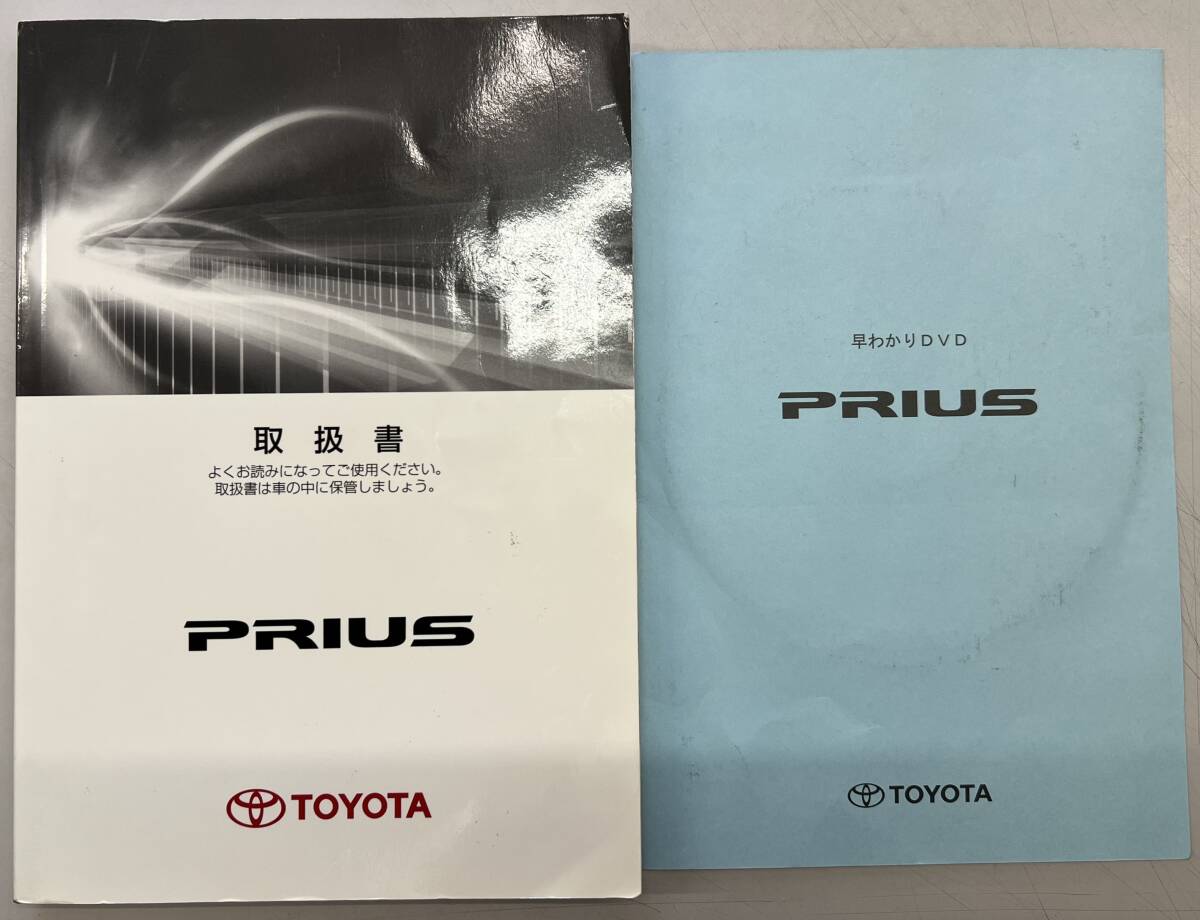 取扱書
よくお読みになってご使用ください。
取扱書は車の中に保管しましょう。
PRIUS
TOYOTA
早わかりDVD
PRIUS
TOYOTA